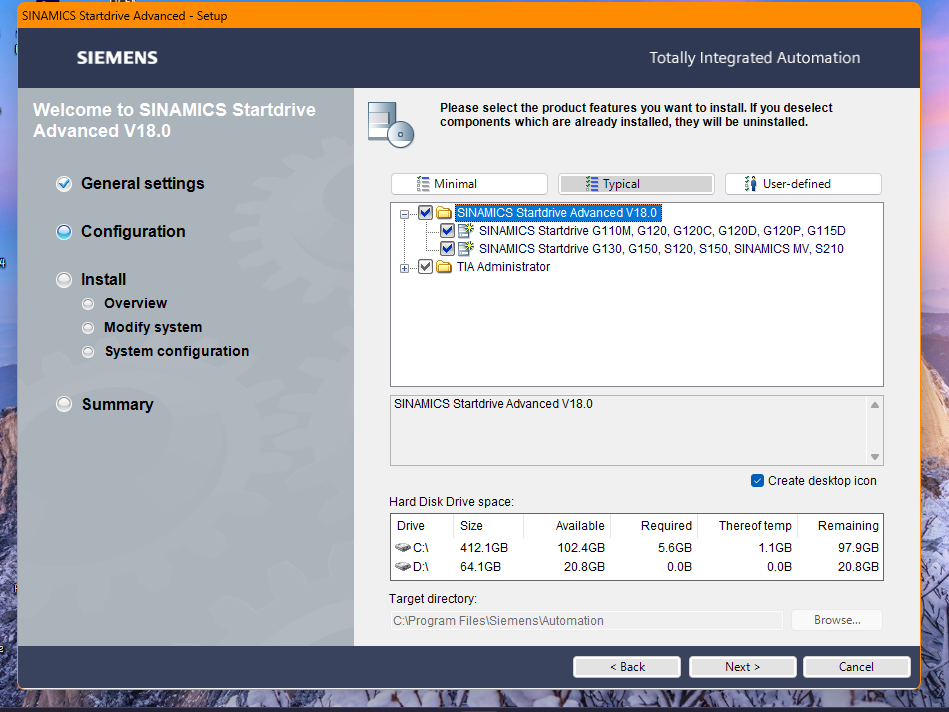 SINAMICS Startdrive Advanced - Setup
SIEMENS
Totally Integrated Automation
Welcome to SINAMICS Startdrive
Advanced V18.0
General settings
Configuration
Install
Overview
Modify system
System configuration
Summary
Please select the product features you want to install. If you deselect
components which are already installed, they will be uninstalled.
Minimal Typical User-defined
SINAMICS Startdrive Advanced V18.0
SINAMICS Startdrive G110M, G120, G120C, G120D, G120P, G115D
SINAMICS Startdrive G130, G150, S120, S150, SINAMICS MV, S210
TIA Administrator
SINAMICS Startdrive Advanced V18.0
Create desktop icon
Hard Disk Drive space:
Drive Size Available Required Thereof temp Remaining
C:\ 412.1GB 102.4GB 5.6GB 1.1GB 97.9GB
D:\ 64.1GB 20.8GB 0.0B 0.0B 20.8GB
Target directory:
C:\Program Files\Siemens\Automation Browse...
< Back Next > Cancel